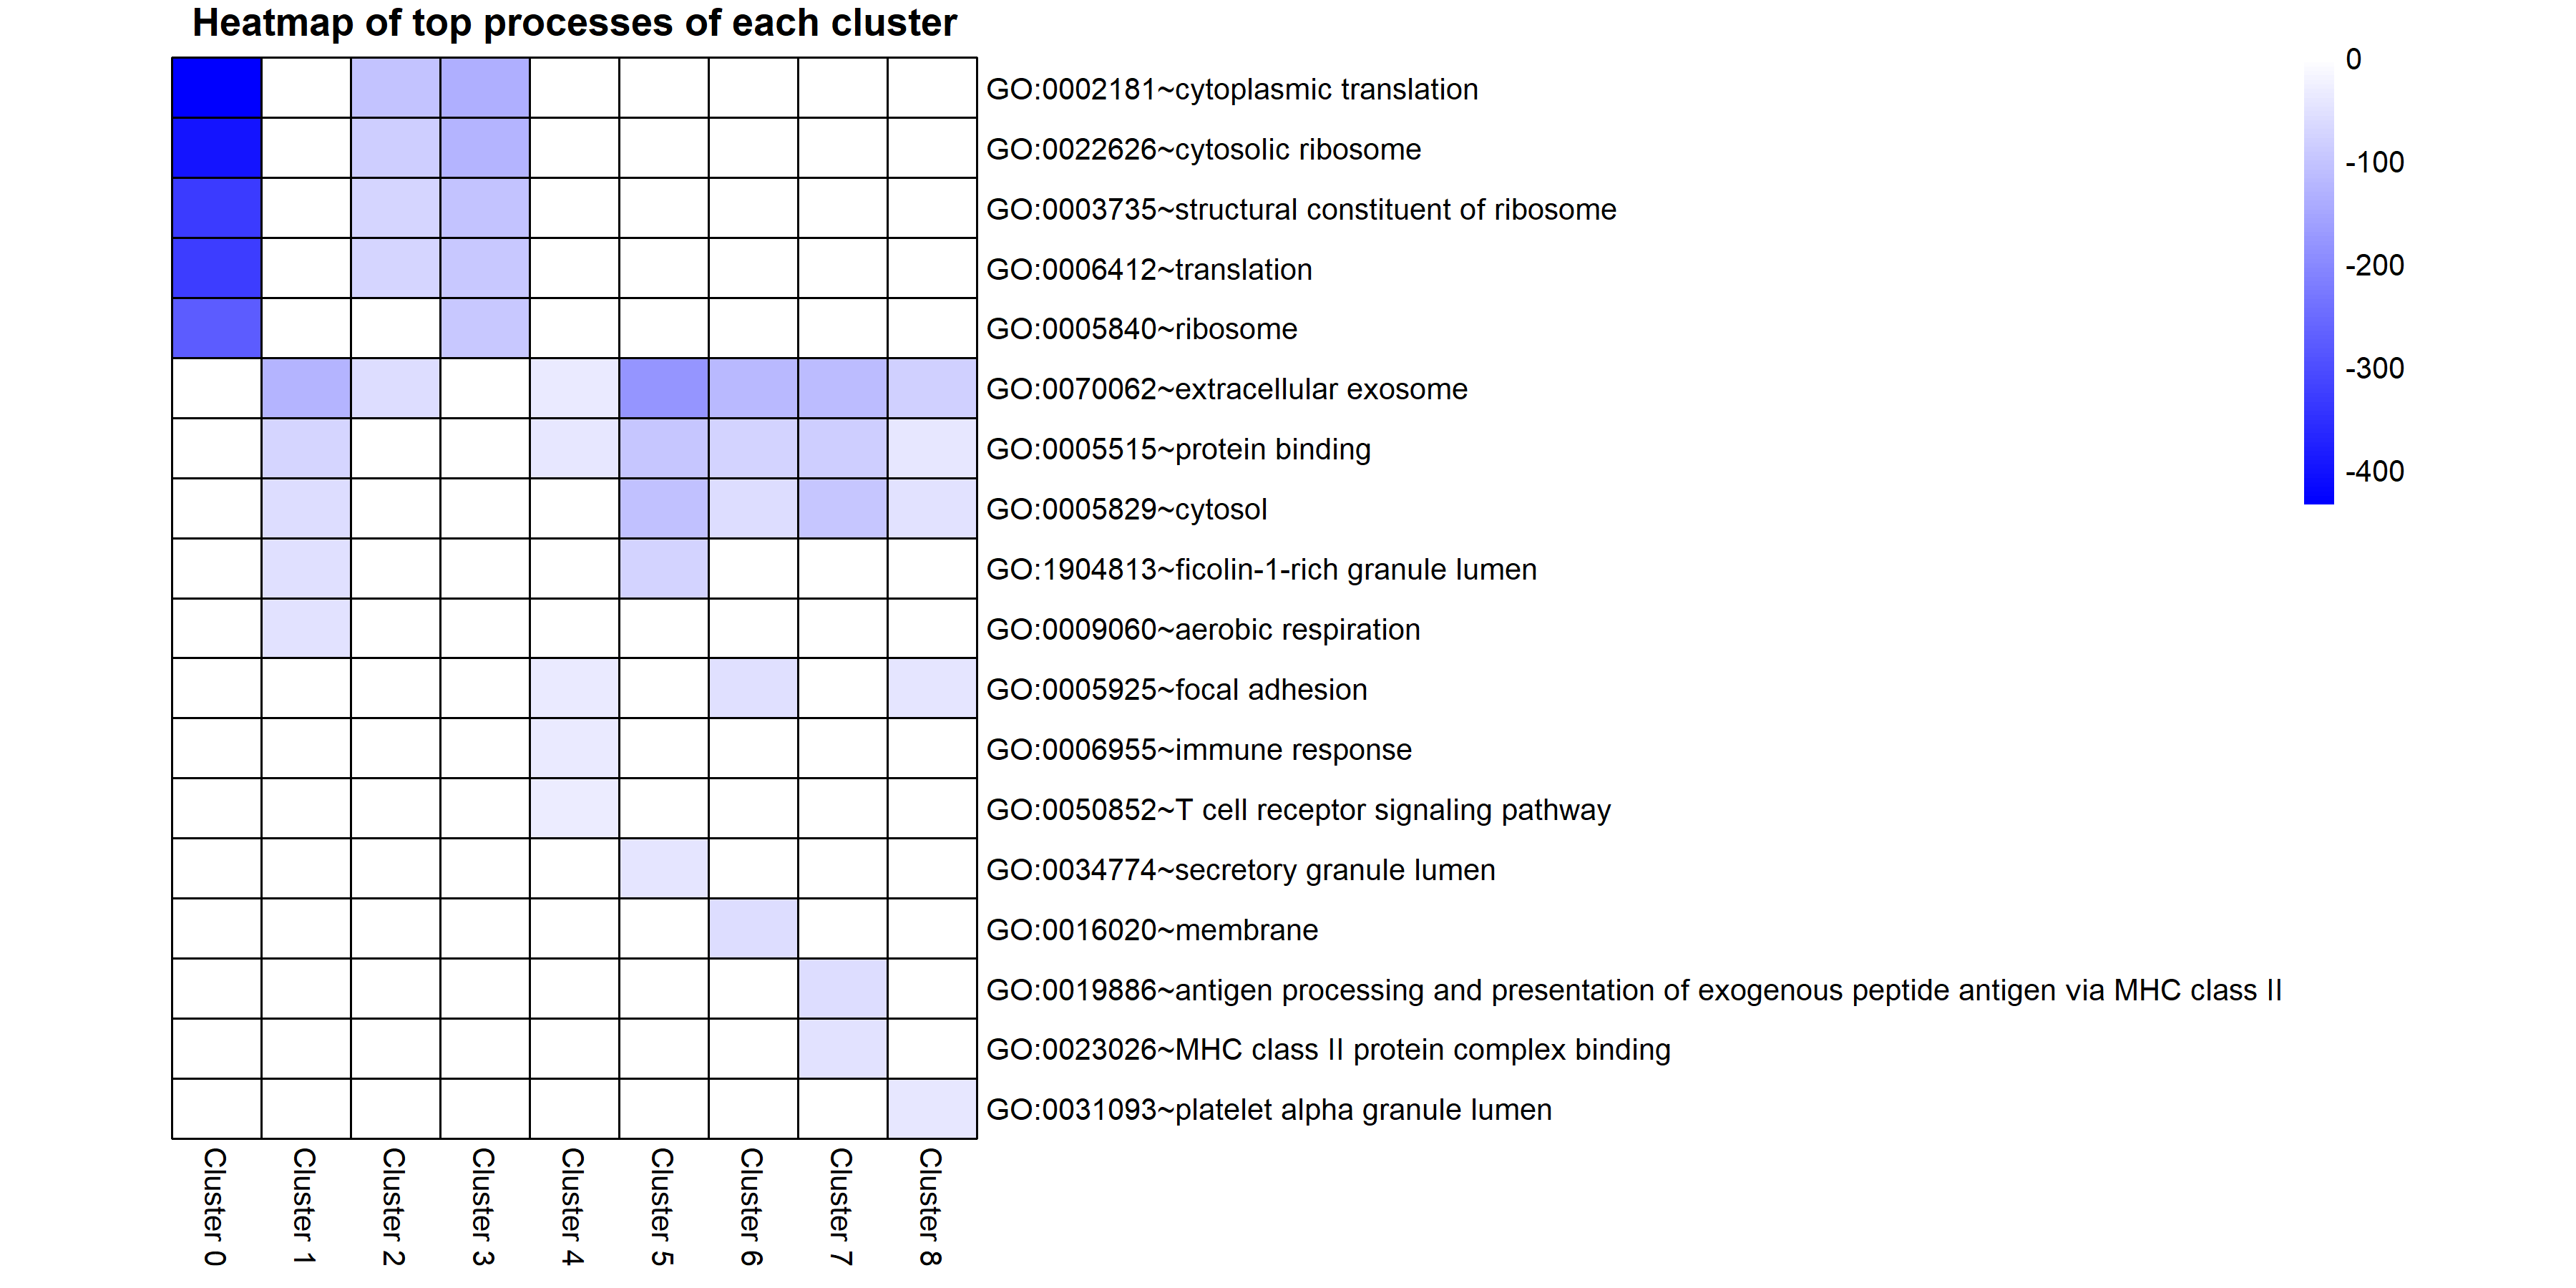 Heatmap of top processes of each cluster
GO:0002181~cytoplasmic translation
GO:0022626~cytosolic ribosome
GO:0003735~structural constituent of ribosome
GO:0006412~translation
GO:0005840~ribosome
GO:0070062~extracellular exosome
GO:0005515~protein binding
GO:0005829~cytosol
GO:1904813~ficolin-1-rich granule lumen
GO:0009060~aerobic respiration
GO:0005925~focal adhesion
GO:0006955~immune response
GO:0050852~T cell receptor signaling pathway
GO:0034774~secretory granule lumen
GO:0016020~membrane
GO:0019886~antigen processing and presentation of exogenous peptide antigen via MHC class II
GO:0023026~MHC class II protein complex binding
GO:0031093~platelet alpha granule lumen
Cluster 0
Cluster 1
Cluster 2
Cluster 3
Cluster 4
Cluster 5
Cluster 6
Cluster 7
Cluster 8
0
-100
-200
-300
-400